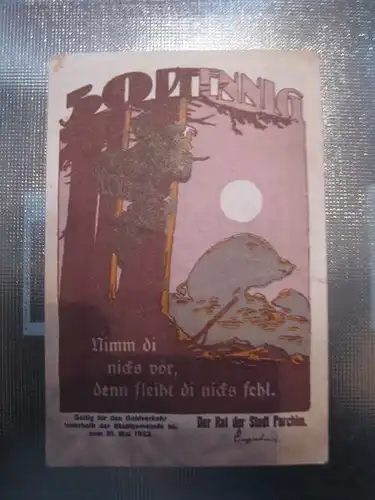 50 PFENNIG
Nimm di
nicks vör,
denn sleiht di nicks fehl.
Gültig für den Geldverkehr
innerhalb der Stadtgemeinde bis
zum 31. Mai 1922.
Der Rat der Stadt Parchim.